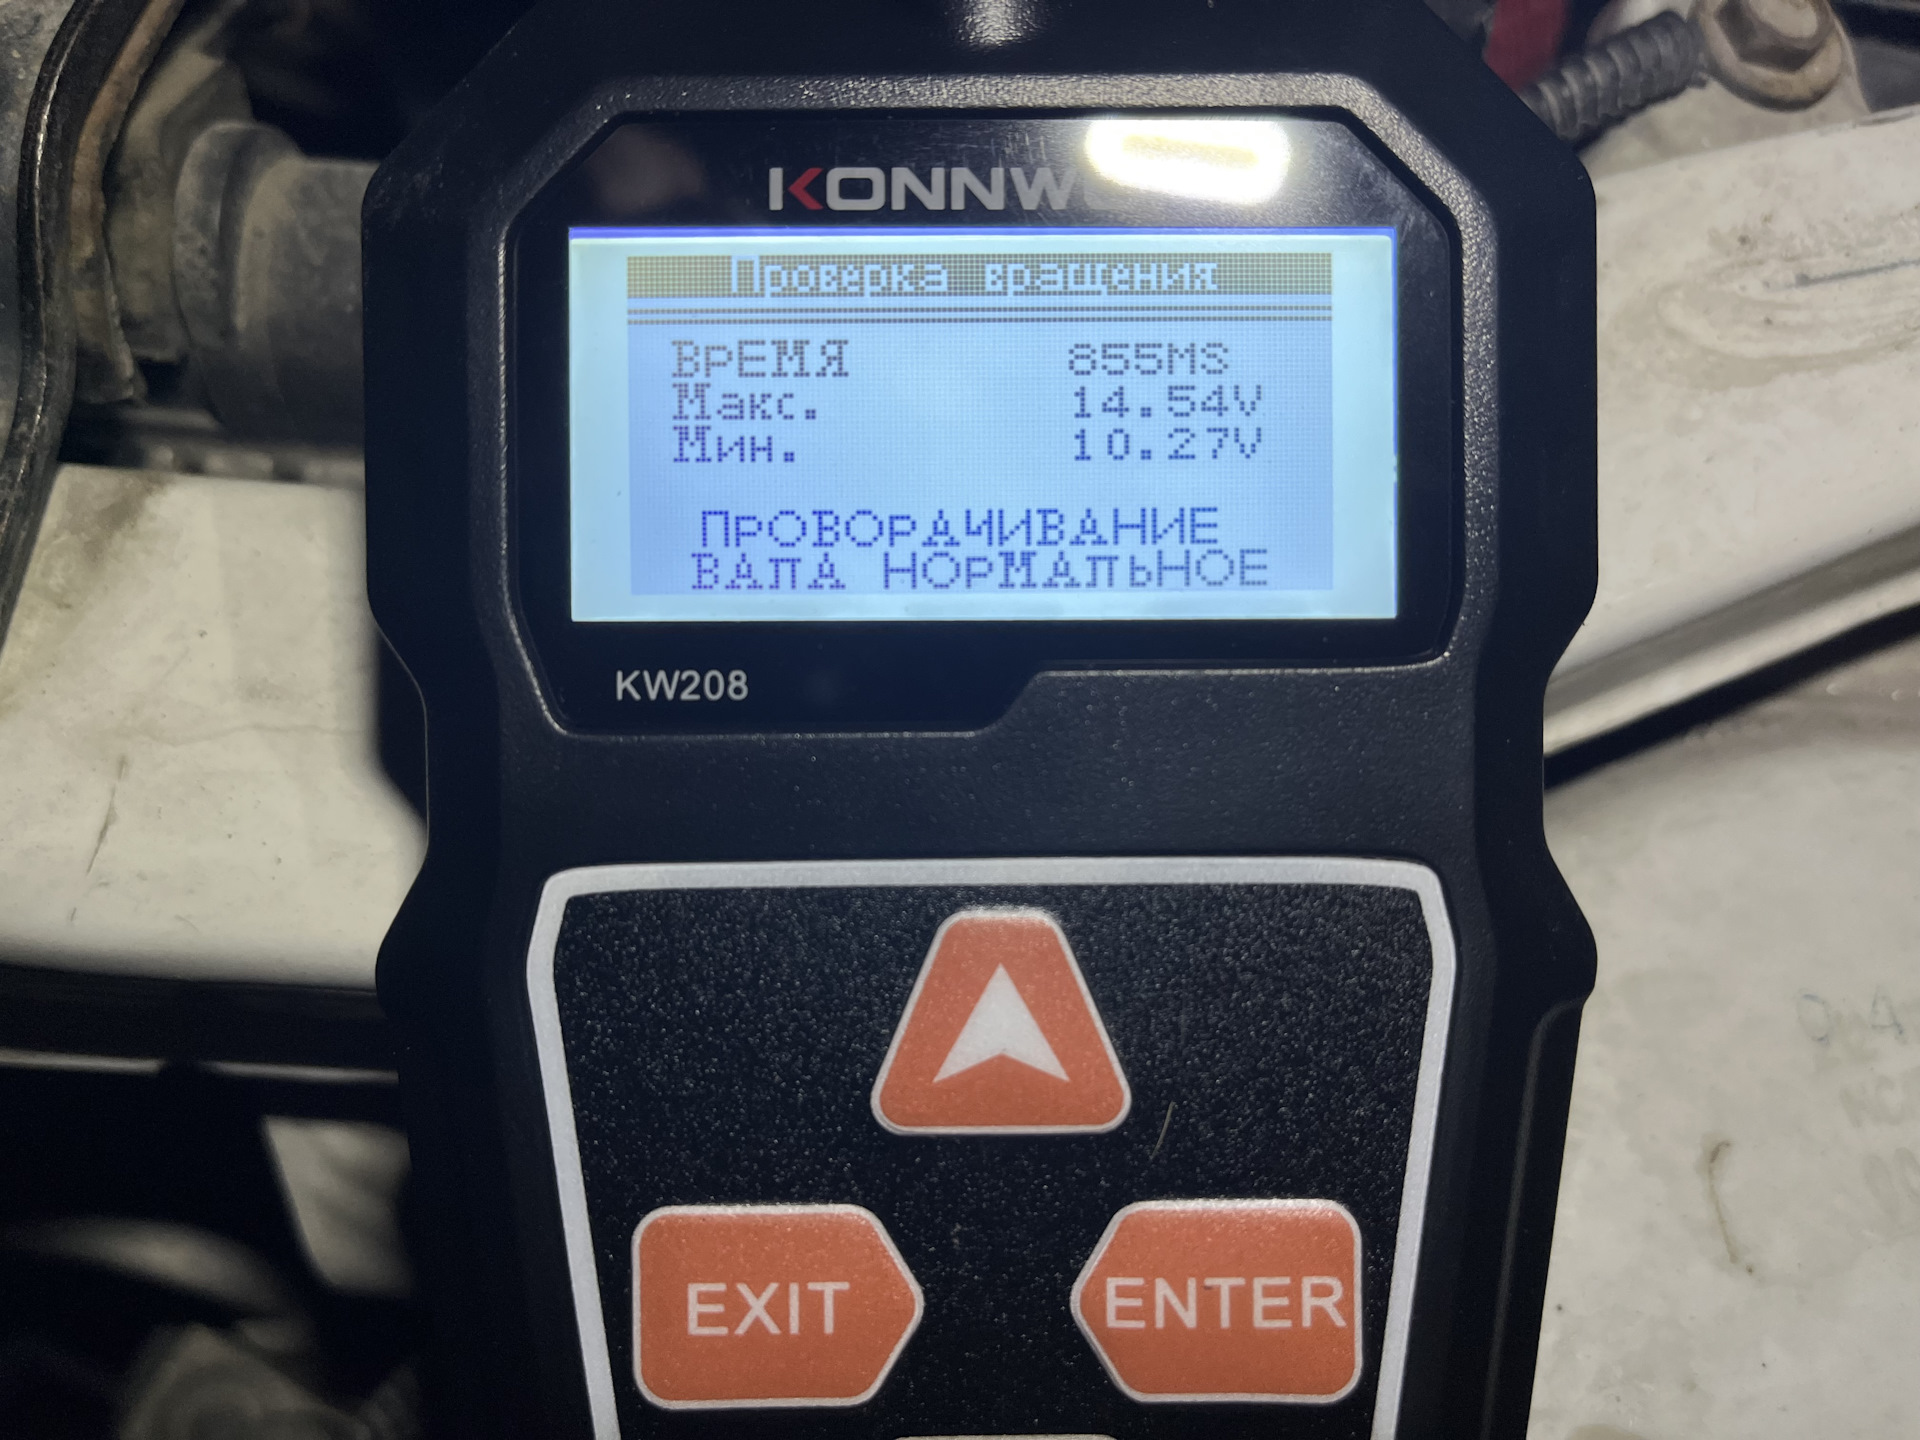 KONNW
Проверка вращения
ВРЕМЯ 855MS
Макс. 14.54V
Мин. 10.27V
ПРОВОРАЧИВАНИЕ
ВАЛА НОРМАЛЬНОЕ
KW208
EXIT ENTER